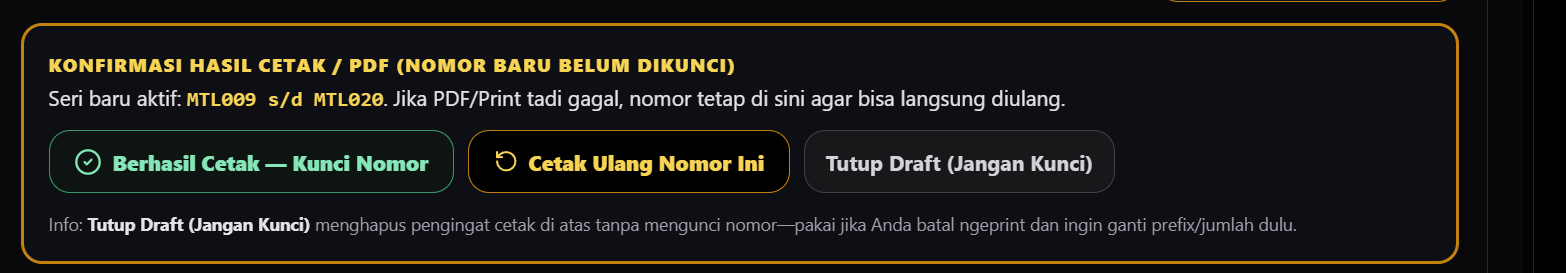 KONFIRMASI HASIL CETAK / PDF (NOMOR BARU BELUM DIKUNCI)
Seri baru aktif: MTL009 s/d MTL020. Jika PDF/Print tadi gagal, nomor tetap di sini agar bisa langsung diulang.
Berhasil Cetak — Kunci Nomor
Cetak Ulang Nomor Ini
Tutup Draft (Jangan Kunci)
Info: Tutup Draft (Jangan Kunci) menghapus pengingat cetak di atas tanpa mengunci nomor—pakai jika Anda batal ngeprint dan ingin ganti prefix/jumlah dulu.